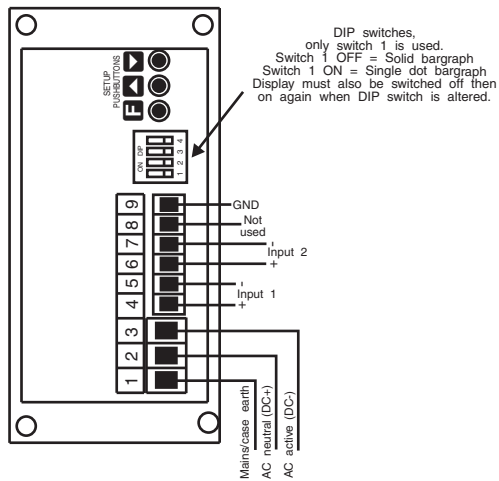 DIP switches,
only switch 1 is used.
Switch 1 OFF = Solid bargraph
Switch 1 ON = Single dot bargraph
Display must also be switched off then
on again when DIP switch is altered.
SETUP
PUSHBUTTONS
F
ON DIP
1 2 3 4
9
GND
8
Not
used
7
-
Input 2
6
+
5
-
Input 1
4
+
3
2
1
Mains/case earth
AC neutral (DC+)
AC active (DC-)